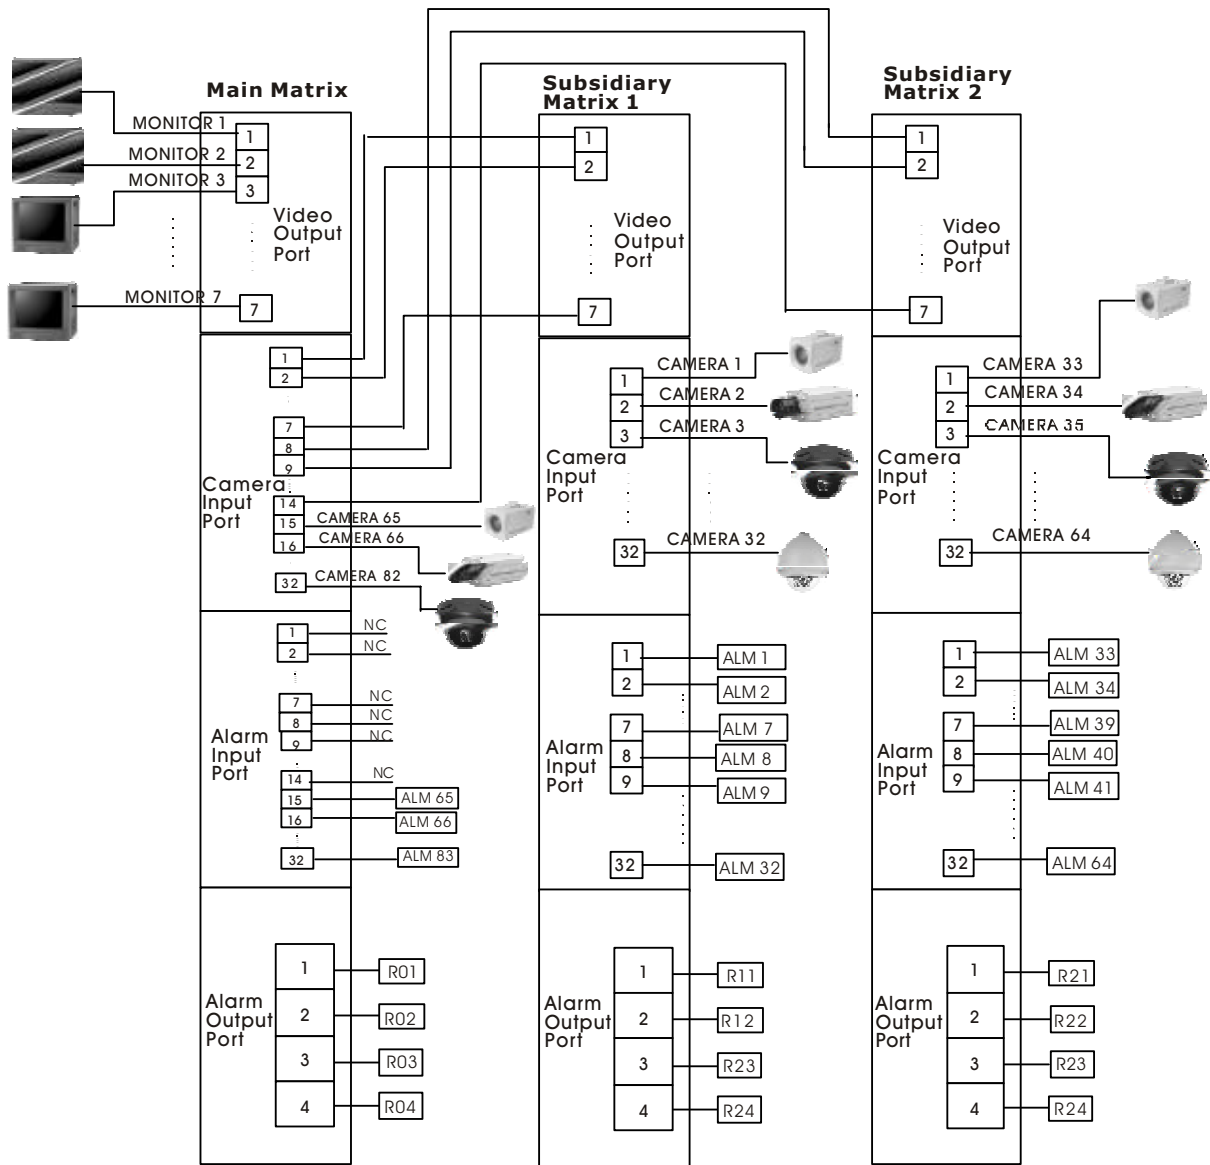 Main Matrix
MONITOR 1
MONITOR 2
MONITOR 3
MONITOR 7
1
2
3
7
Video
Output
Port
1
2
7
8
9
14
15
16
32
Camera
Input
Port
CAMERA 65
CAMERA 66
CAMERA 82
1
2
7
8
9
14
15
16
32
Alarm
Input
Port
NC
NC
NC
NC
NC
NC
ALM 65
ALM 66
ALM 83
1
2
3
4
Alarm
Output
Port
R01
R02
R03
R04
Subsidiary
Matrix 1
1
2
7
Video
Output
Port
1
2
3
32
Camera
Input
Port
CAMERA 1
CAMERA 2
CAMERA 3
CAMERA 32
1
2
7
8
9
32
Alarm
Input
Port
ALM 1
ALM 2
ALM 7
ALM 8
ALM 9
ALM 32
1
2
3
4
Alarm
Output
Port
R11
R12
R23
R24
Subsidiary
Matrix 2
1
2
7
Video
Output
Port
1
2
3
32
Camera
Input
Port
CAMERA 33
CAMERA 34
CAMERA 35
CAMERA 64
1
2
7
8
9
32
Alarm
Input
Port
ALM 33
ALM 34
ALM 39
ALM 40
ALM 41
ALM 64
1
2
3
4
Alarm
Output
Port
R21
R22
R23
R24